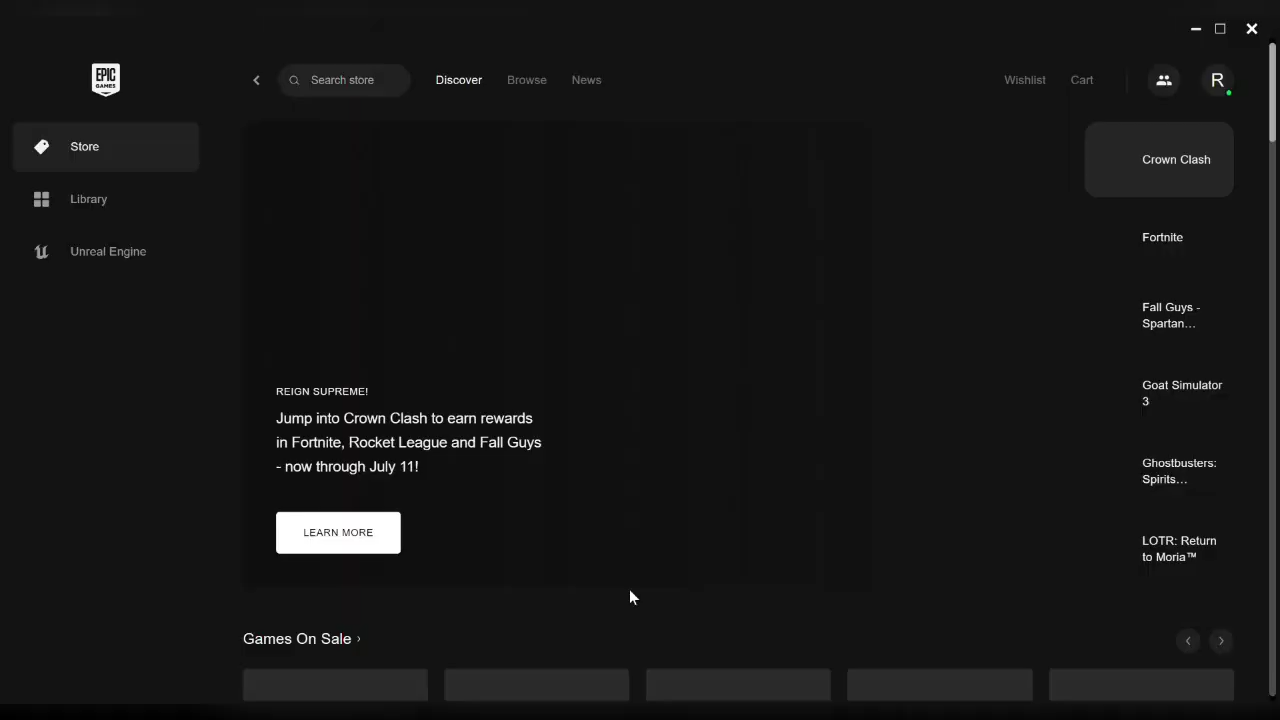 EPIC
GAMES
Search store
Discover
Browse
News
Wishlist
Cart
R
Store
Library
Unreal Engine
REIGN SUPREME!
Jump into Crown Clash to earn rewards
in Fortnite, Rocket League and Fall Guys
- now through July 11!
LEARN MORE
Crown Clash
Fortnite
Fall Guys -
Spartan…
Goat Simulator
3
Ghostbusters:
Spirits…
LOTR: Return
to Moria™
Games On Sale